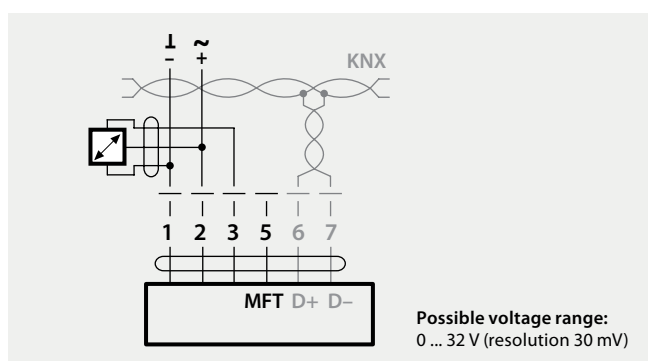 ⊥ ~
– +
KNX
1 2 3 5 6 7
MFT D+ D–
Possible voltage range:
0 ... 32 V (resolution 30 mV)